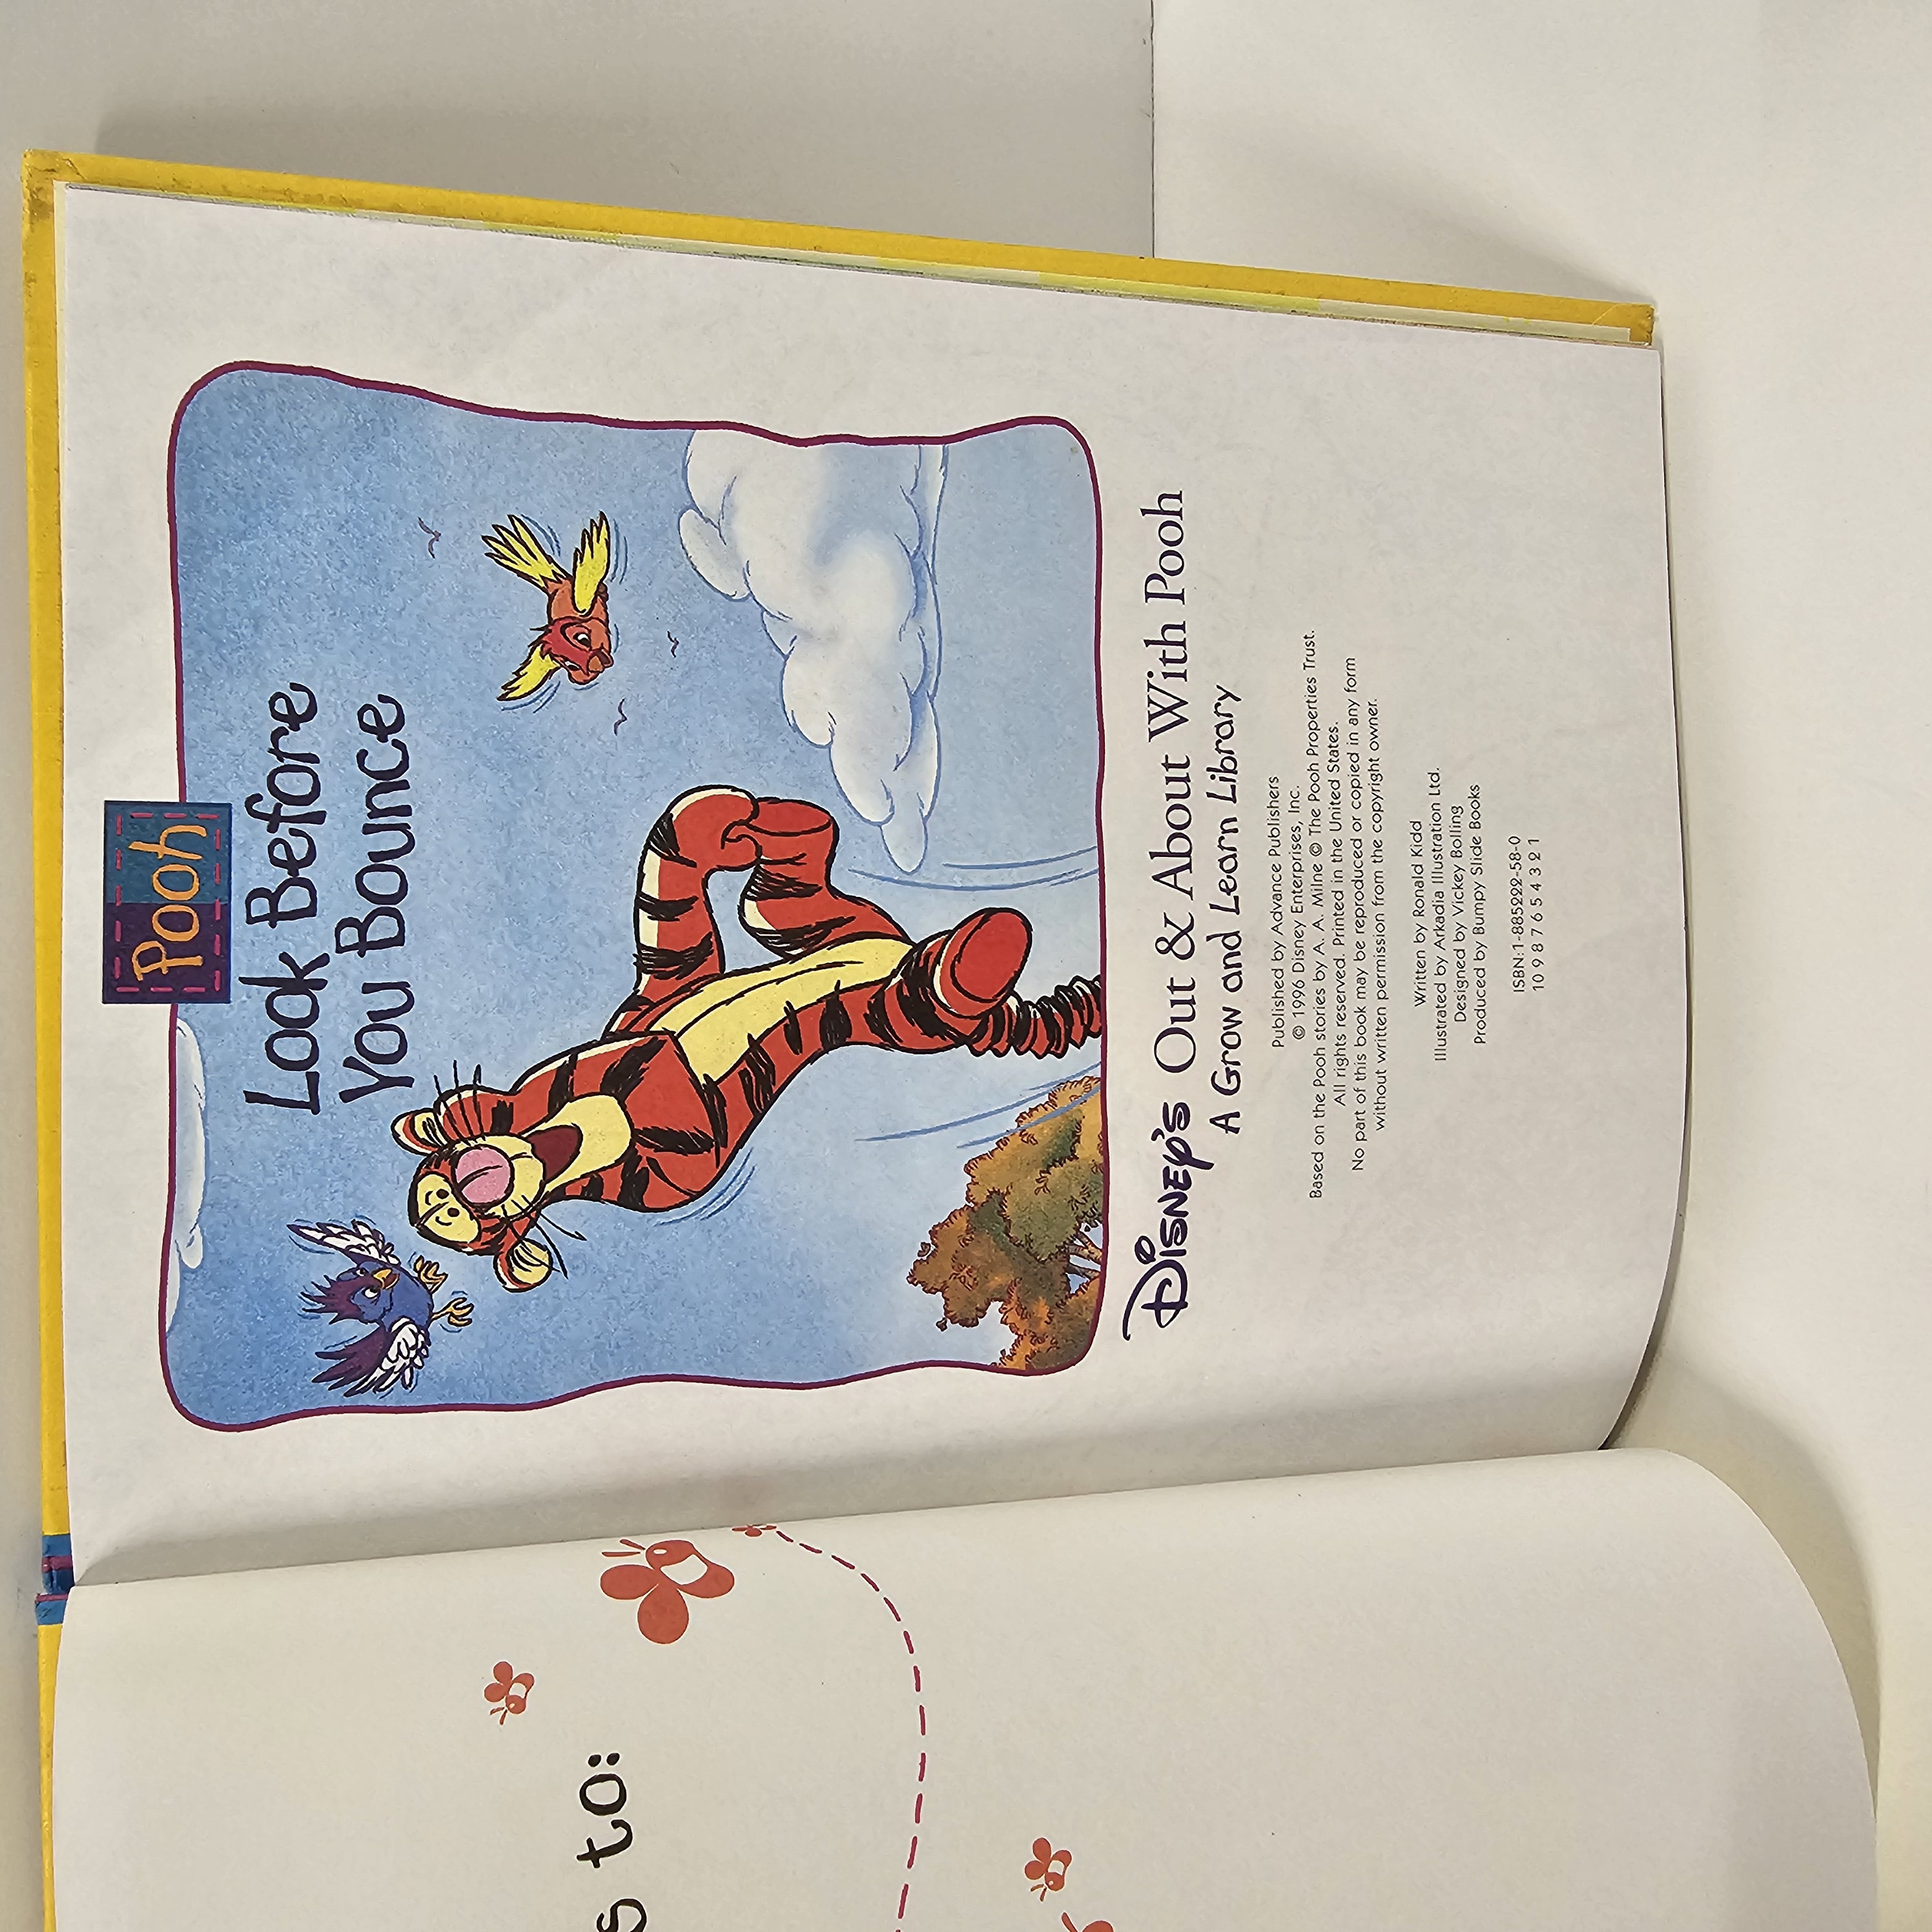 s to:
Pooh
Look Before
You Bounce
Disney's Out & About With Pooh
A Grow and Learn Library
Published by Advance Publishers
© 1996 Disney Enterprises, Inc.
Based on the Pooh stories by A. A. Milne © The Pooh Properties Trust.
All rights reserved. Printed in the United States.
No part of this book may be reproduced or copied in any form
without written permission from the copyright owner.
Written by Ronald Kidd
Illustrated by Arkadia Illustration Ltd.
Designed by Vickey Bolling
Produced by Bumpy Slide Books
ISBN:1-885222-58-0
10 9 8 7 6 5 4 3 2 1